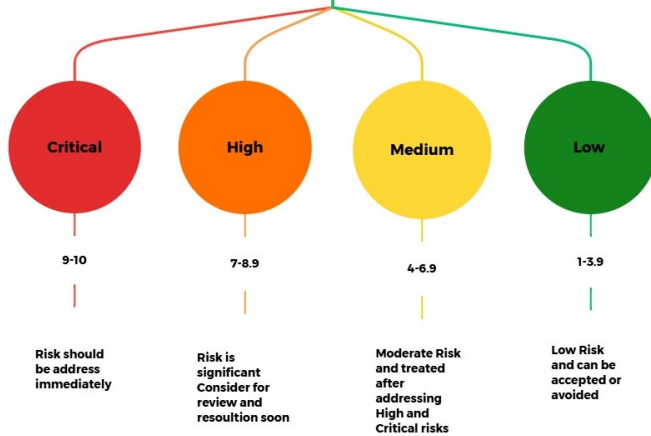 Critical
High
Medium
Low
9-10
7-8.9
4-6.9
1-3.9
Risk should
be address
immediately
Risk is
significant
Consider for
review and
resoultion soon
Moderate Risk
and treated
after
addressing
High and
Critical risks
Low Risk
and can be
accepted or
avoided